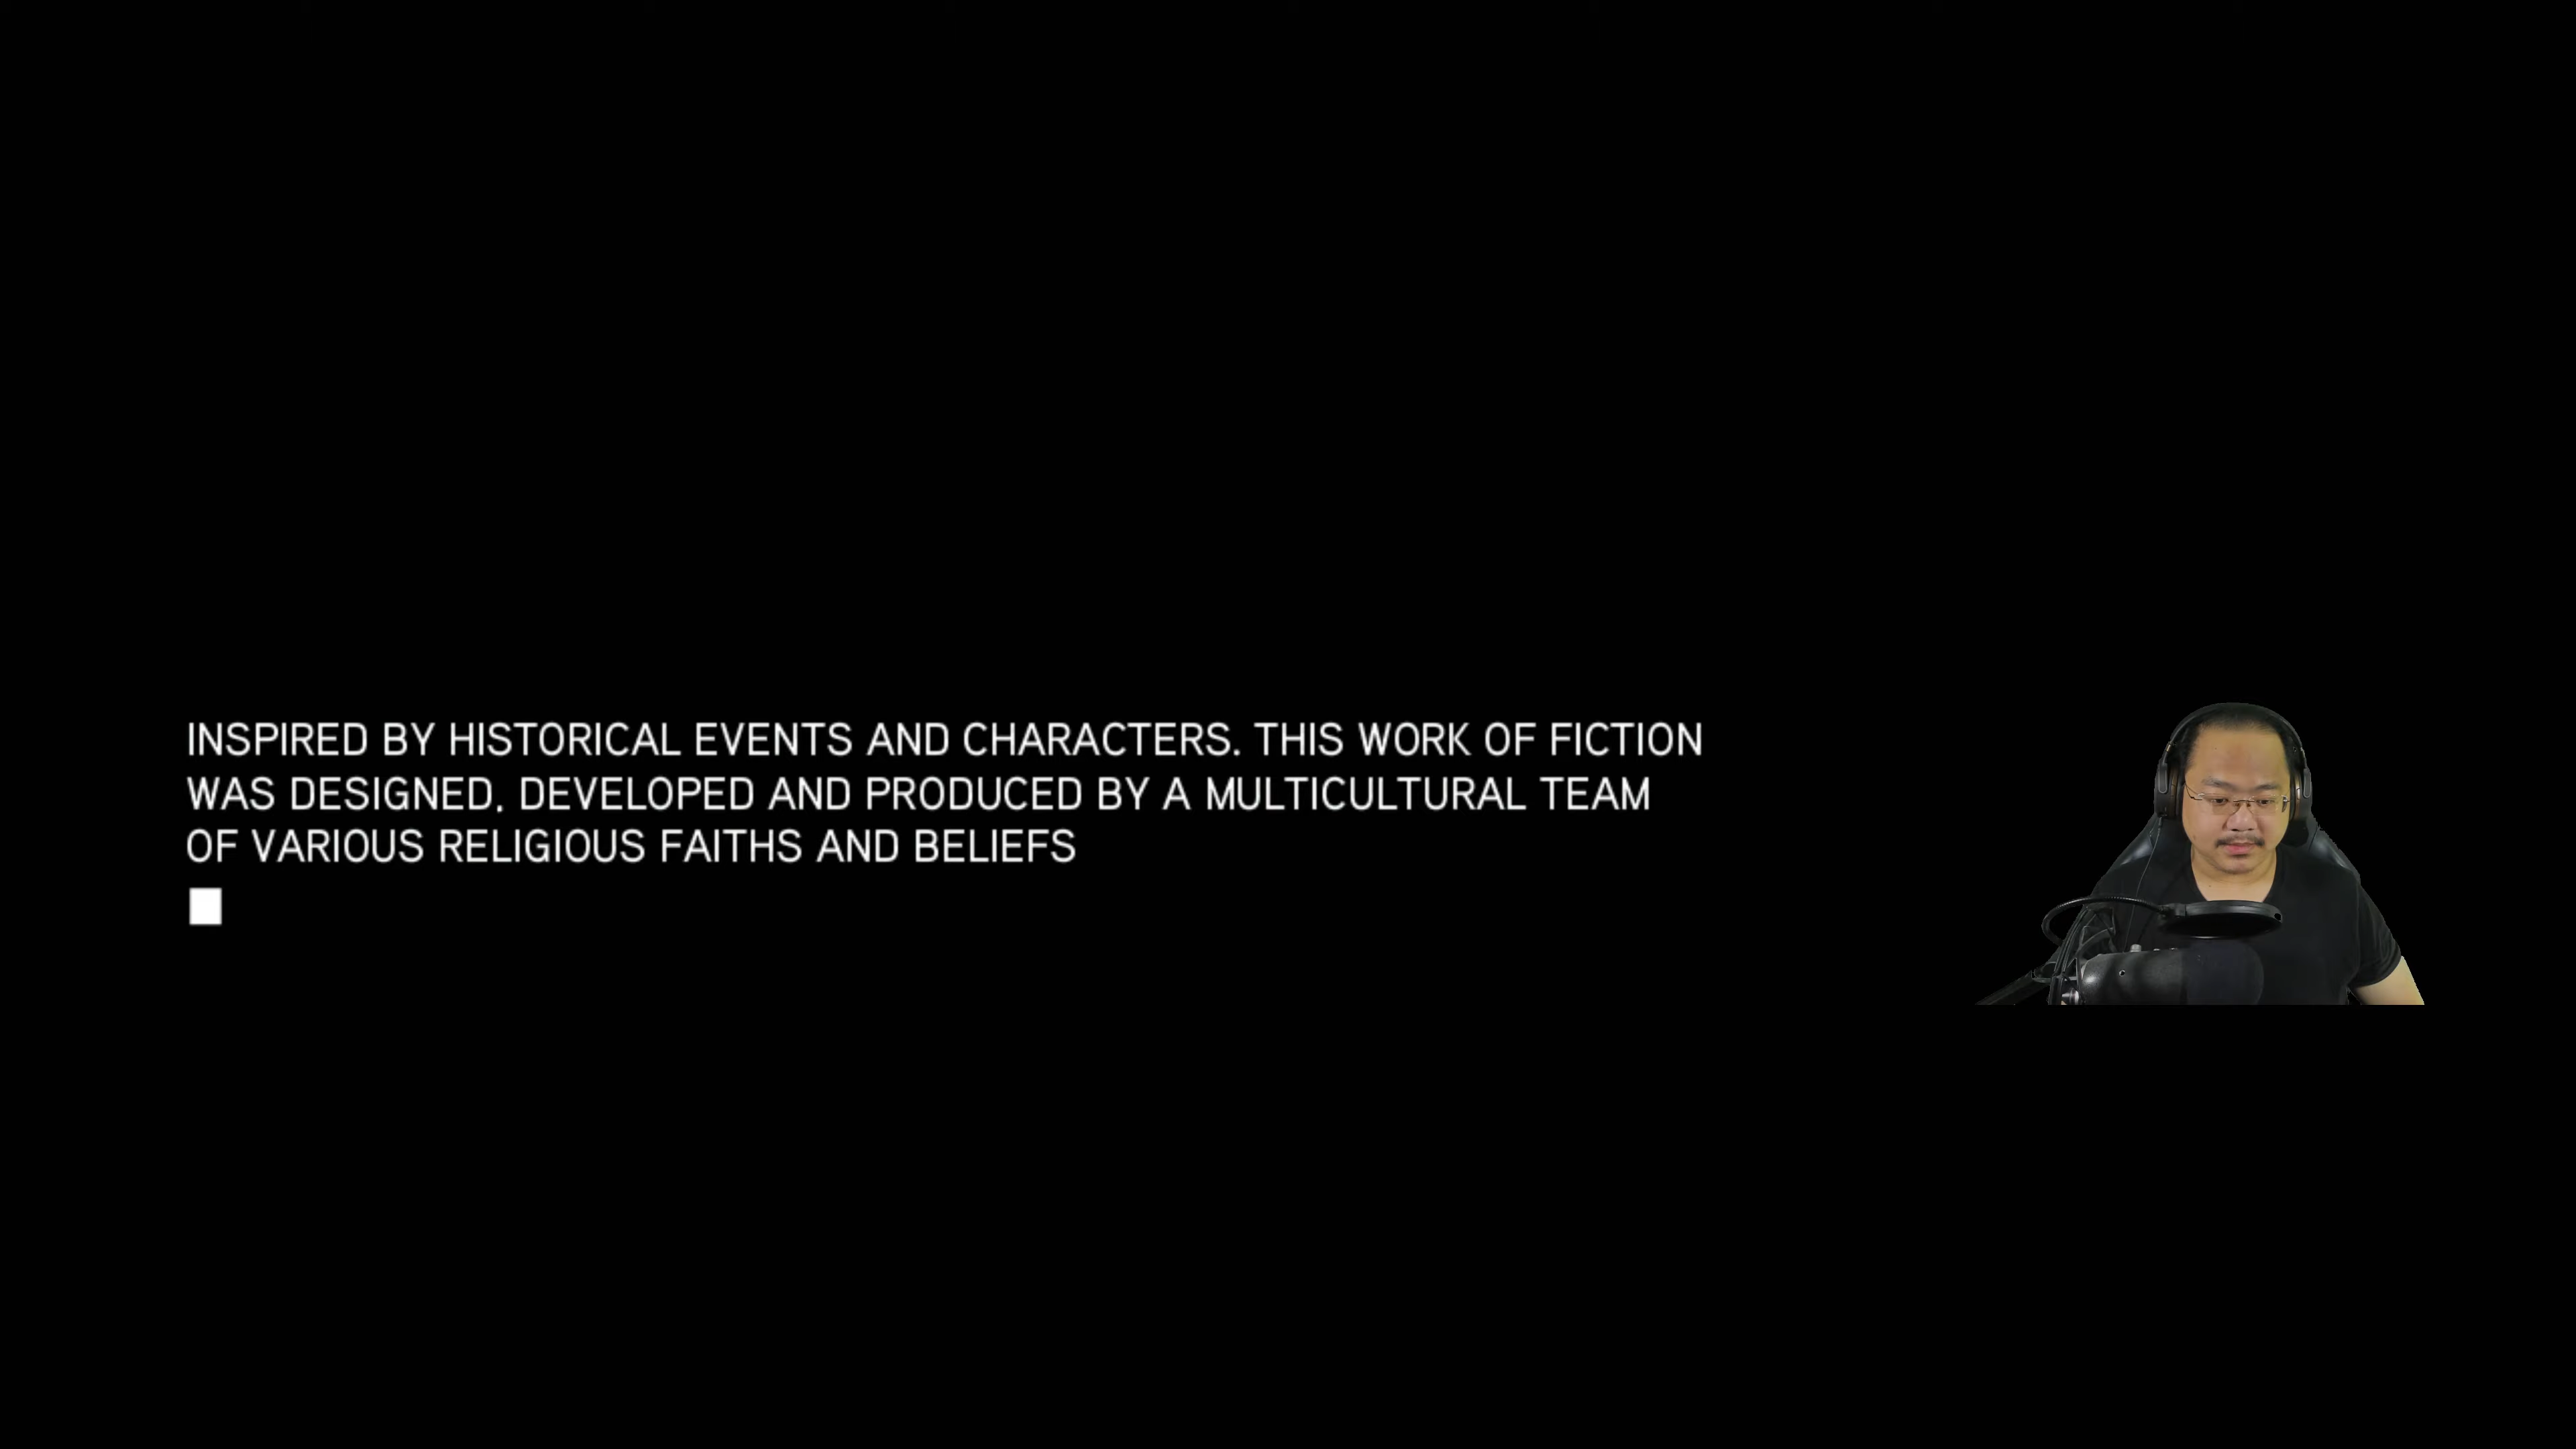 INSPIRED BY HISTORICAL EVENTS AND CHARACTERS. THIS WORK OF FICTION
WAS DESIGNED, DEVELOPED AND PRODUCED BY A MULTICULTURAL TEAM
OF VARIOUS RELIGIOUS FAITHS AND BELIEFS